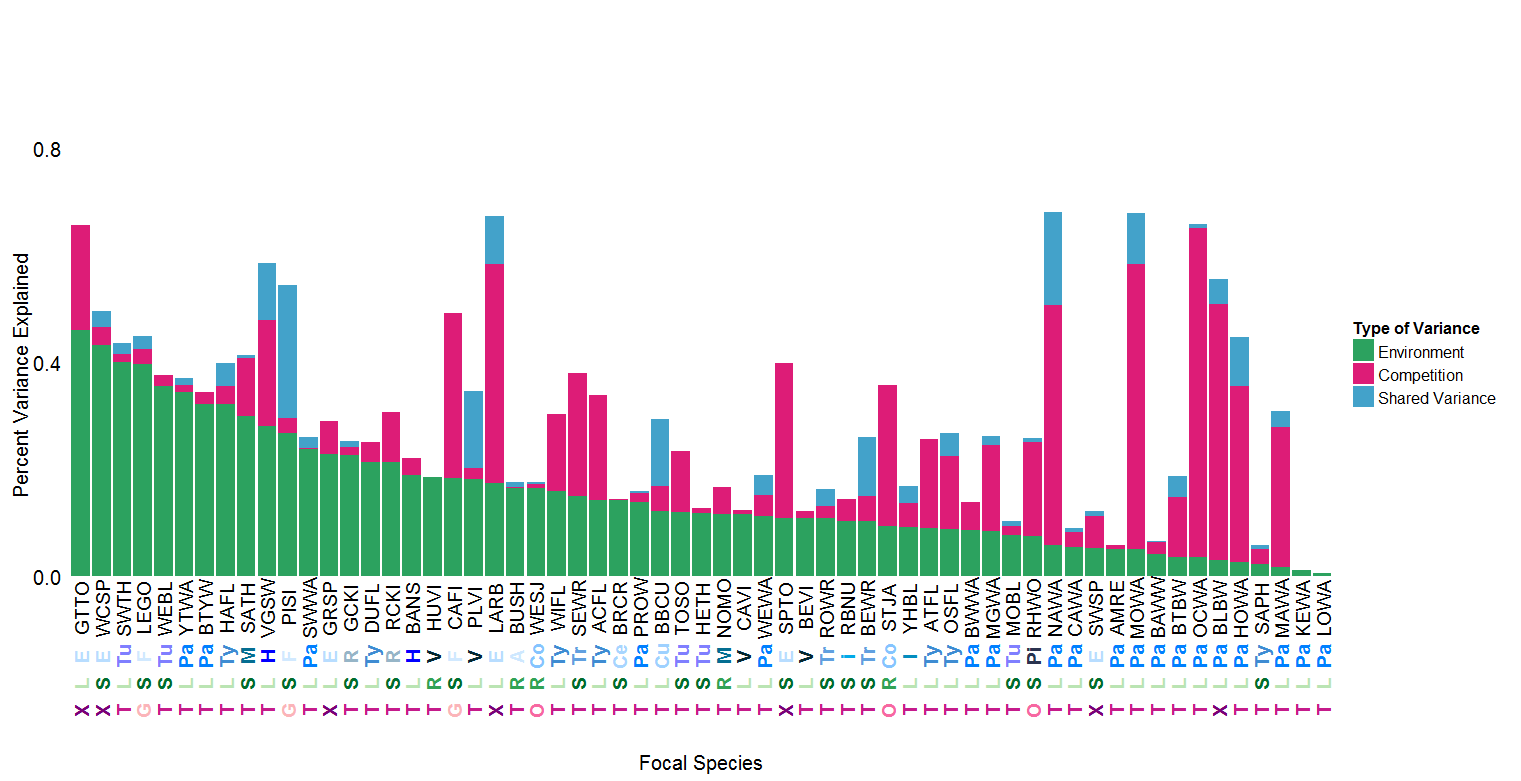 0.8
0.4
0.0
Percent Variance Explained
X L E GTTO
X S E WCSP
T L Tu SWTH
G S F LEGO
T S Tu WEBL
T L Pa YTWA
T L Pa BTYW
T L Ty HAFL
T S M SATH
T L H VGSW
G S F PISI
T L Pa SWWA
X L E GRSP
T S R GCKI
T L Ty DUFL
T S R RCKI
T L H BANS
T R V HUVI
G S F CAFI
T L V PLVI
X L E LARB
T R A BUSH
O R Co WESJ
T L Ty WIFL
T S Tr SEWR
T L Ty ACFL
T S Ce BRCR
T L Pa PROW
T L Cu BBCU
T S Tu TOSO
T S Tu HETH
T R M NOMO
T L V CAVI
T L Pa WEWA
X S E SPTO
T L V BEVI
T S Tr ROWR
T S i RBNU
T S Tr BEWR
O R Co STJA
T L I YHBL
T L Ty ATFL
T L Ty OSFL
T L Pa BWWA
T L Pa MGWA
T S Tu MOBL
O R Pi RHWO
T L Pa NAWA
T L Pa CAWA
X S E SWSP
T L Pa AMRE
T L Pa MOWA
T L Pa BAWW
T L Pa BTBW
T L Pa OCWA
X L Pa BLBW
T L Pa HOWA
T S Ty SAPH
T L Pa MAWA
T L Pa KEWA
T L Pa LOWA
Focal Species
Type of Variance
Environment
Competition
Shared Variance